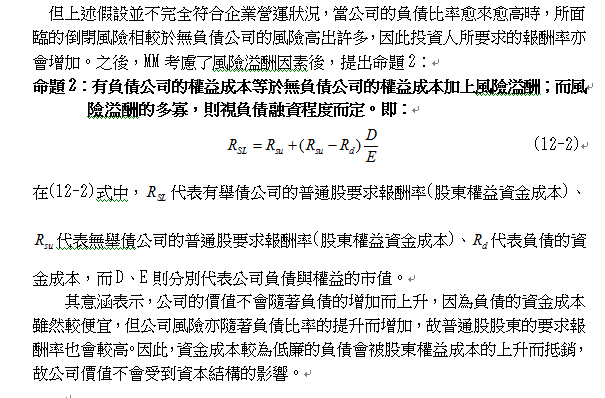 但上述假設並不完全符合企業營運狀況，當公司的負債比率愈來愈高時，所面
臨的倒閉風險相較於無負債公司的風險高出許多，因此投資人所要求的報酬率亦
會增加。之後，MM 考慮了風險溢酬因素後，提出命題 2：
命題 2：有負債公司的權益成本等於無負債公司的權益成本加上風險溢酬；而風
險溢酬的多寡，則視負債融資程度而定。即：
R_{SL} = R_{su} + (R_{su} − R_d) D/E (12-2)
在(12-2)式中，R_{SL} 代表有舉債公司的普通股要求報酬率(股東權益資金成本)、
R_{su} 代表無舉債公司的普通股要求報酬率(股東權益資金成本)、R_d 代表負債的資
金成本，而 D、E 則分別代表公司負債與權益的市值。
其意涵表示，公司的價值不會隨著負債的增加而上升，因為負債的資金成本
雖然較便宜，但公司風險亦隨著負債比率的提升而增加，故普通股股東的要求報
酬率也會較高。因此，資金成本較為低廉的負債會被股東權益成本的上升而抵銷，
故公司價值不會受到資本結構的影響。